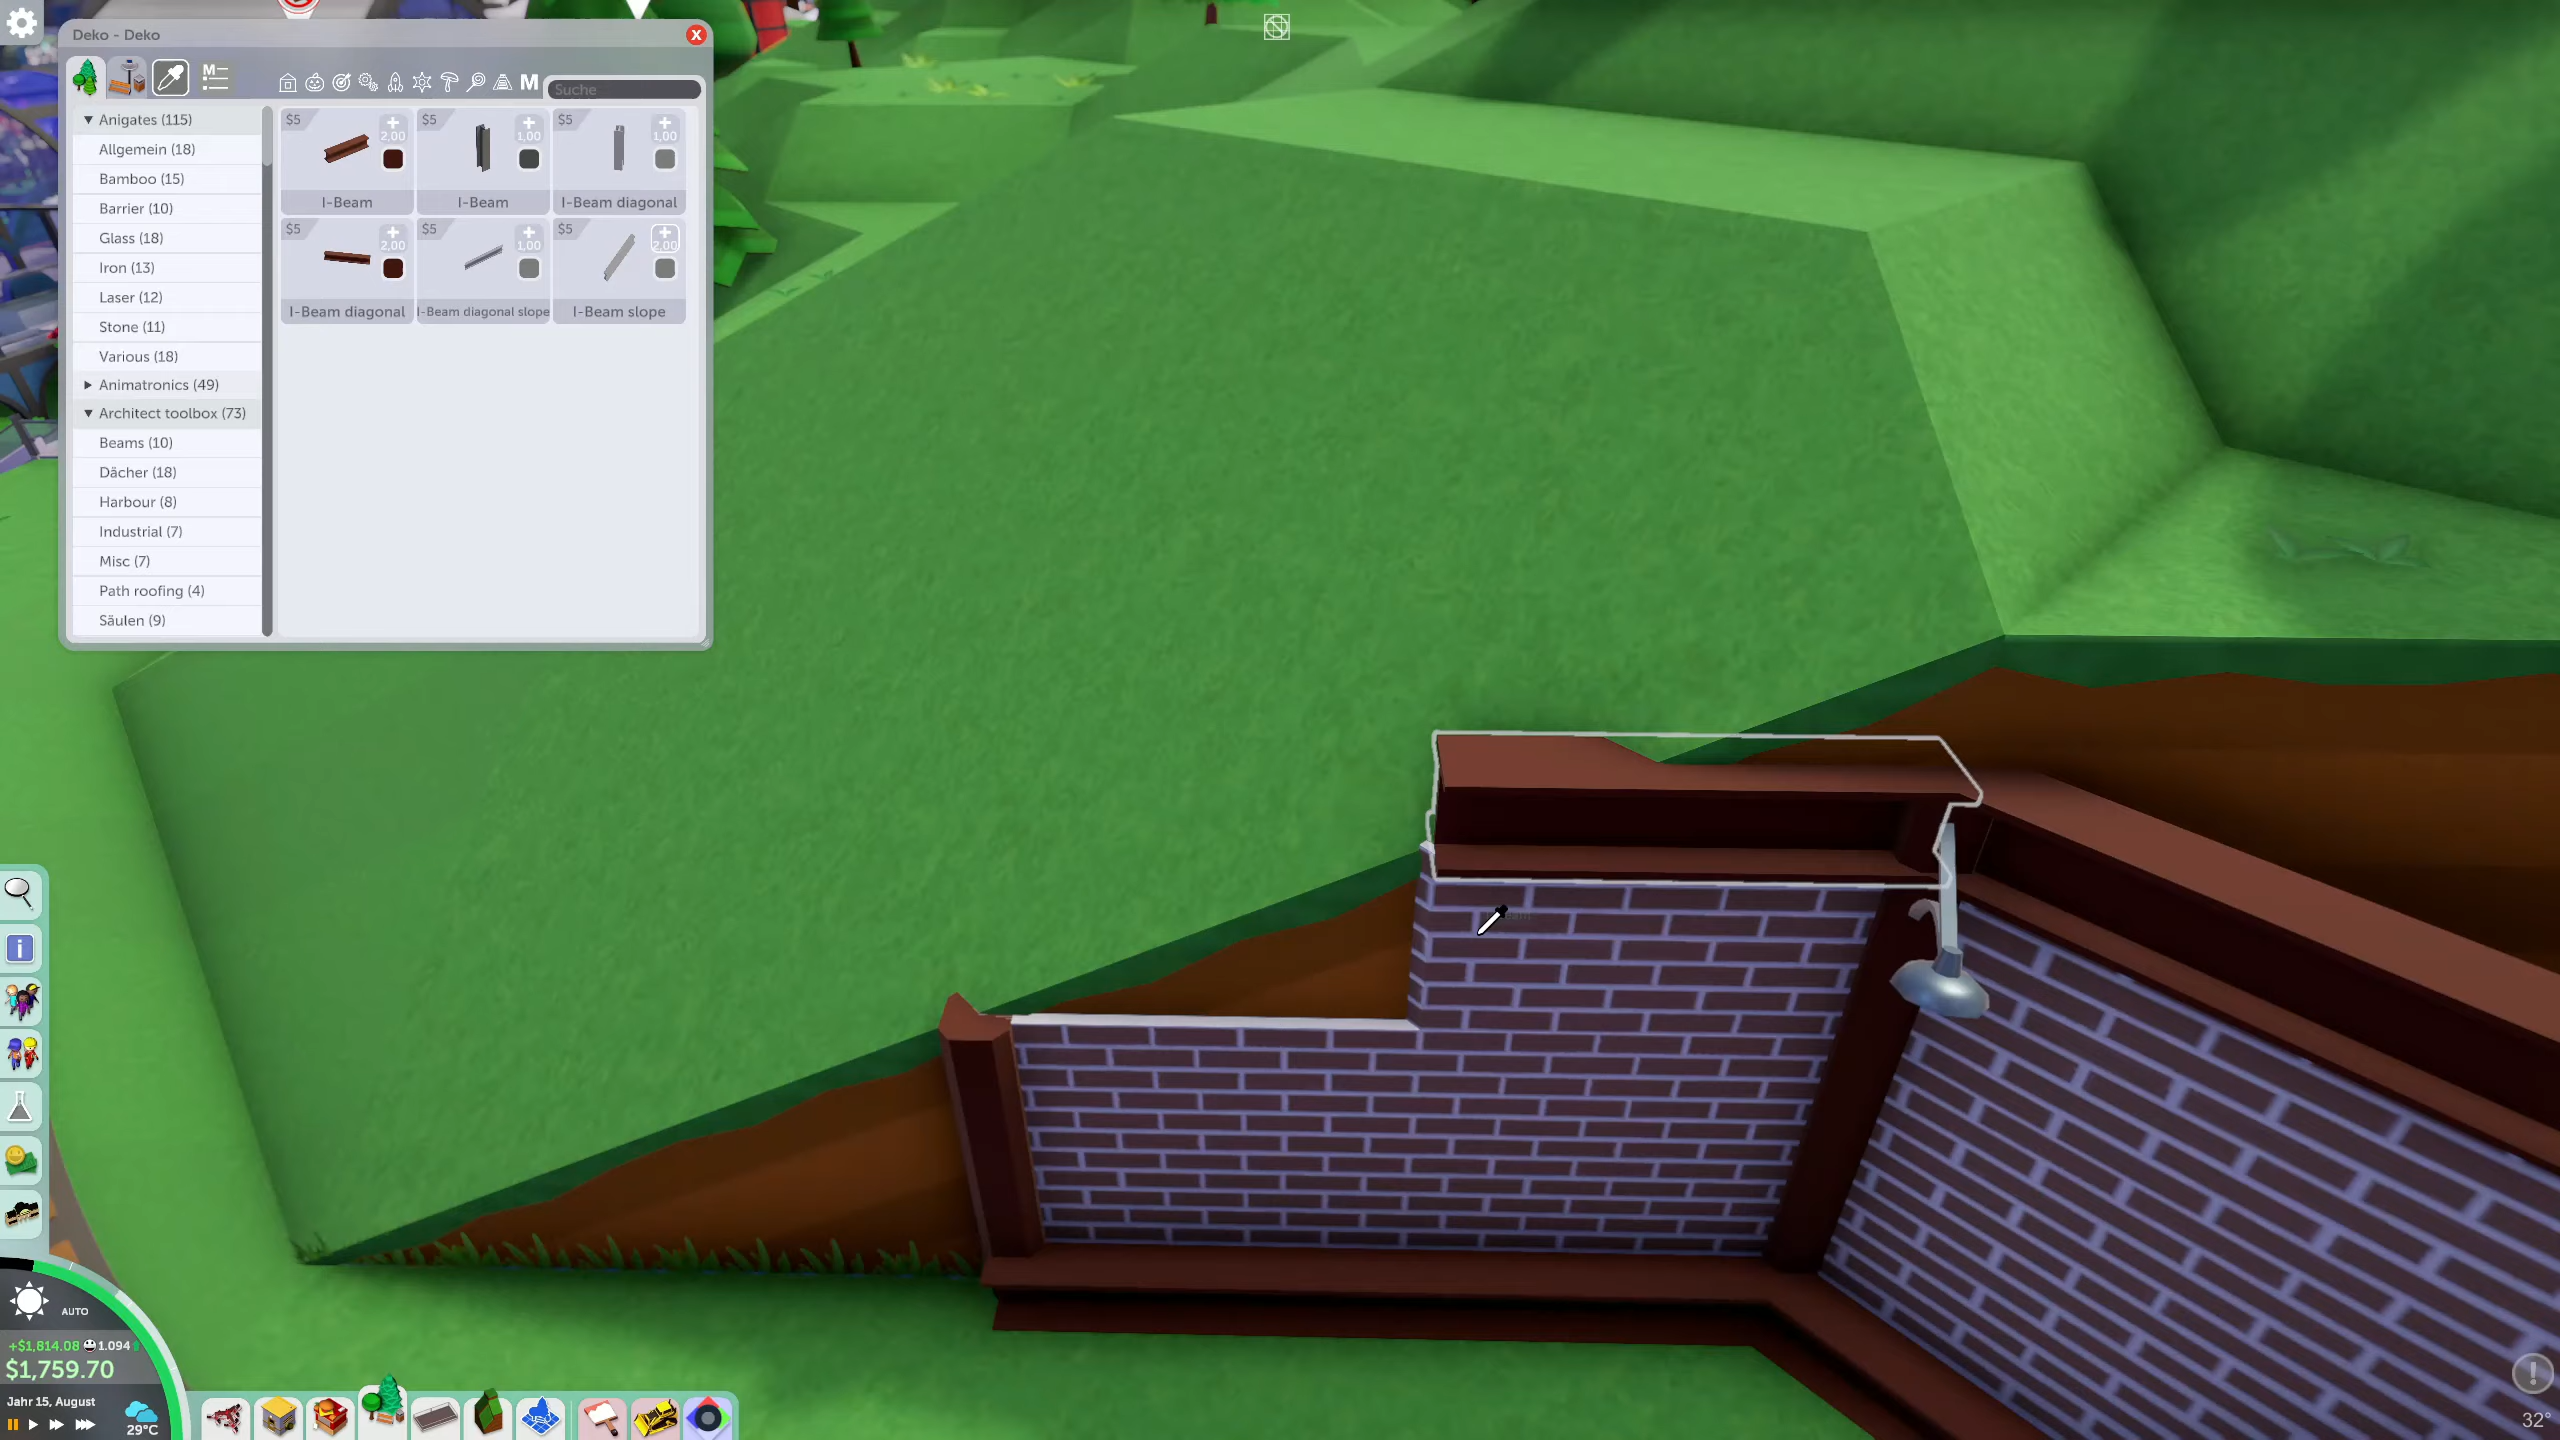 Deko - Deko
X
M
M
Suche
Anigates (115)
Allgemein (18)
Bamboo (15)
Barrier (10)
Glass (18)
Iron (13)
Laser (12)
Stone (11)
Various (18)
Animatronics (49)
Architect toolbox (73)
Beams (10)
Dächer (18)
Harbour (8)
Industrial (7)
Misc (7)
Path roofing (4)
Säulen (9)
$5
2,00
I-Beam
$5
1,00
I-Beam
$5
1,00
I-Beam diagonal
$5
2,00
I-Beam diagonal
$5
1,00
I-Beam diagonal slope
$5
2,00
I-Beam slope
AUTO
+$1,814.08 1.094
$1,759.70
Jahr 15, August
29°C
32°